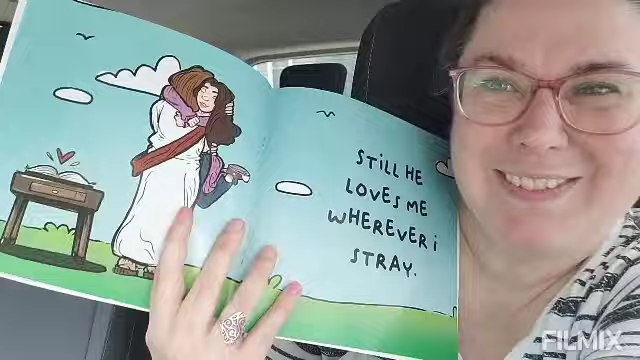 STILL HE
LOVES ME
WHEREVER i
STRAY.
FILMIX